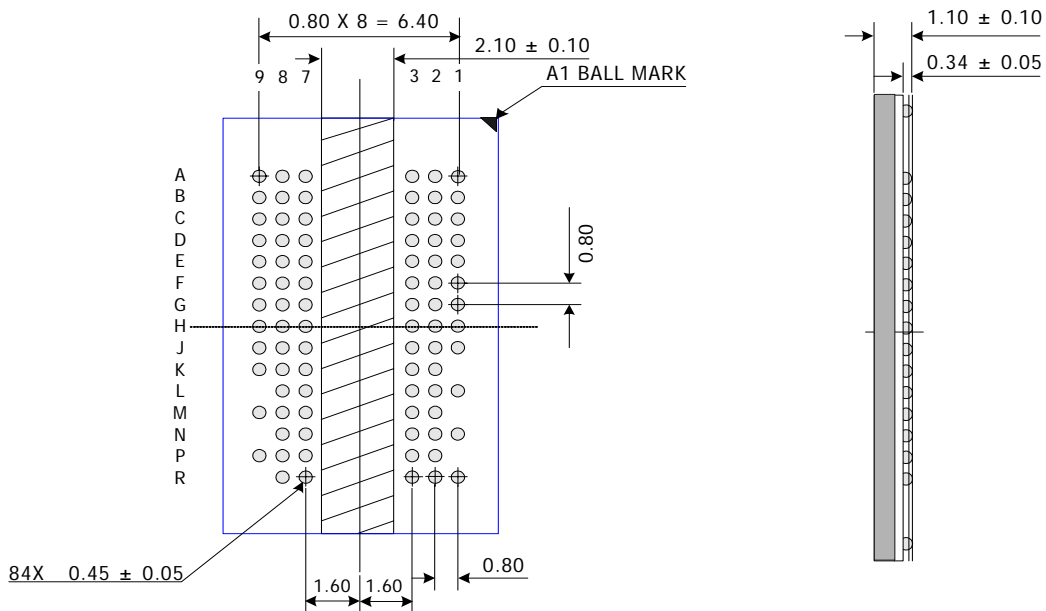 0.80 X 8 = 6.40
2.10 ± 0.10
A1 BALL MARK
9 8 7 3 2 1
A
B
C
D
E
F
G
H
J
K
L
M
N
P
R
0.80
84X 0.45 ± 0.05
1.60 1.60
0.80
1.10 ± 0.10
0.34 ± 0.05